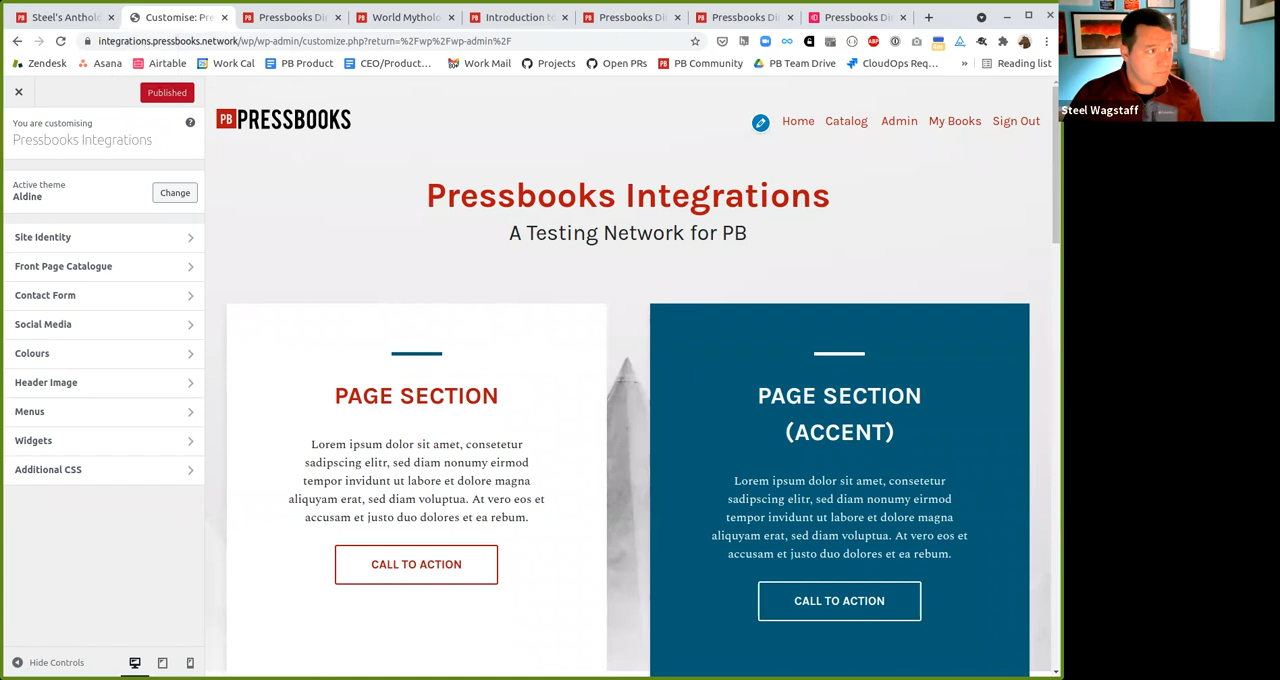 Steel's Anthol
Customise: Pre
Pressbooks Di
World Mytholo
Introduction to
Pressbooks Di
Pressbooks Di
Pressbooks Di
integrations.pressbooks.network/wp/wp-admin/customize.php?return=%2Fwp%2Fwp-admin%2F
Zendesk
Asana
Airtable
Work Cal
PB Product
CEO/Product...
Work Mail
Projects
Open PRs
PB Community
PB Team Drive
CloudOps Req...
»
Reading list
Published
You are customising
Pressbooks Integrations
Active theme
Aldine
Change
Site Identity
Front Page Catalogue
Contact Form
Social Media
Colours
Header Image
Menus
Widgets
Additional CSS
Hide Controls
PB PRESSBOOKS
Home
Catalog
Admin
My Books
Sign Out
Pressbooks Integrations
A Testing Network for PB
PAGE SECTION
Lorem ipsum dolor sit amet, consetetur
sadipscing elitr, sed diam nonumy eirmod
tempor invidunt ut labore et dolore magna
aliquyam erat, sed diam voluptua. At vero eos et
accusam et justo duo dolores et ea rebum.
CALL TO ACTION
PAGE SECTION
(ACCENT)
Lorem ipsum dolor sit amet, consetetur
sadipscing elitr, sed diam nonumy eirmod
tempor invidunt ut labore et dolore magna
aliquyam erat, sed diam voluptua. At vero eos et
accusam et justo duo dolores et ea rebum.
CALL TO ACTION
Steel Wagstaff